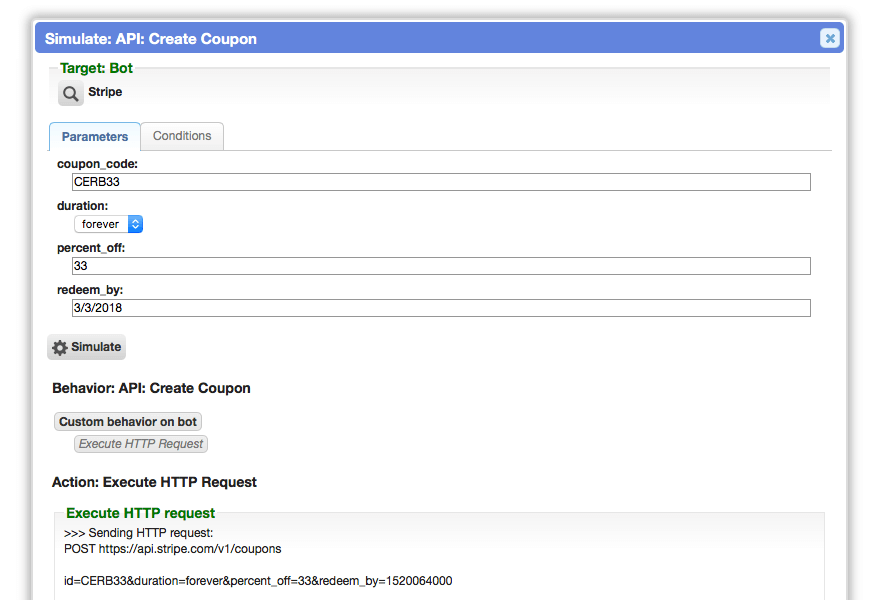 Simulate: API: Create Coupon
Target: Bot
Stripe
Parameters
Conditions
coupon_code:
CERB33
duration:
forever
percent_off:
33
redeem_by:
3/3/2018
Simulate
Behavior: API: Create Coupon
Custom behavior on bot
Execute HTTP Request
Action: Execute HTTP Request
Execute HTTP request
>>> Sending HTTP request:
POST https://api.stripe.com/v1/coupons
id=CERB33&duration=forever&percent_off=33&redeem_by=1520064000